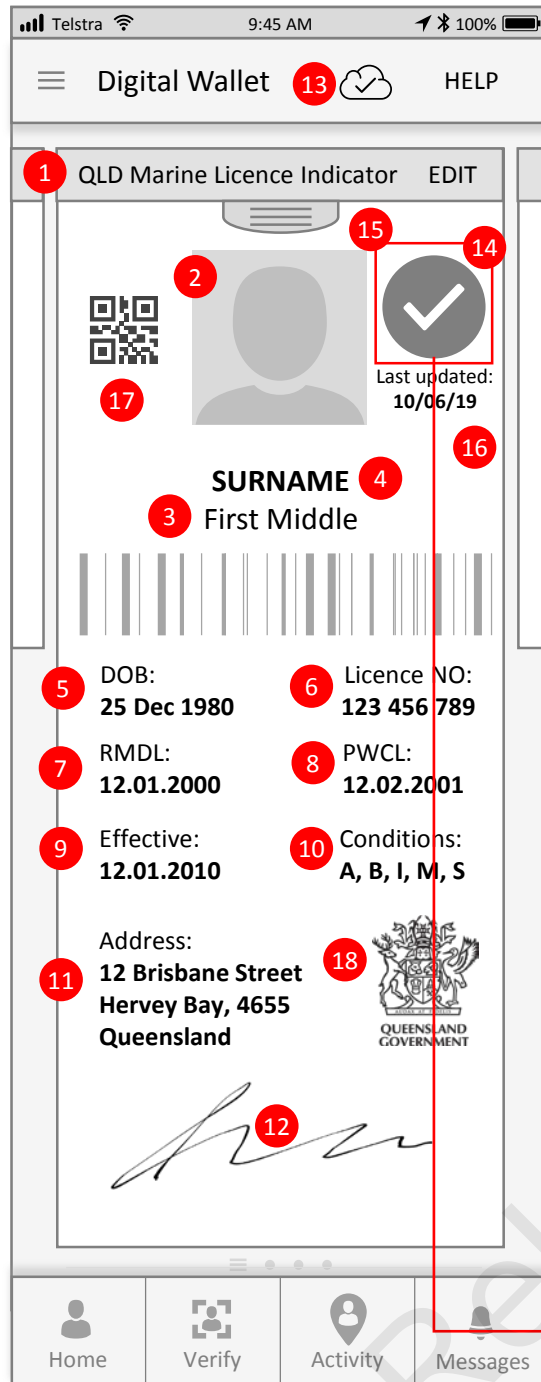 Telstra 9:45 AM 100%
Digital Wallet 13 HELP
1 QLD Marine Licence Indicator EDIT
15
14
2
Last updated:
10/06/19
17
16
SURNAME 4
3 First Middle
5 DOB:
25 Dec 1980
6 Licence NO:
123 456 789
7 RMDL:
12.01.2000
8 PWCL:
12.02.2001
9 Effective:
12.01.2010
10 Conditions:
A, B, I, M, S
11 Address:
12 Brisbane Street
Hervey Bay, 4655
Queensland
18
QUEENSLAND
GOVERNMENT
12
Home Verify Activity Messages